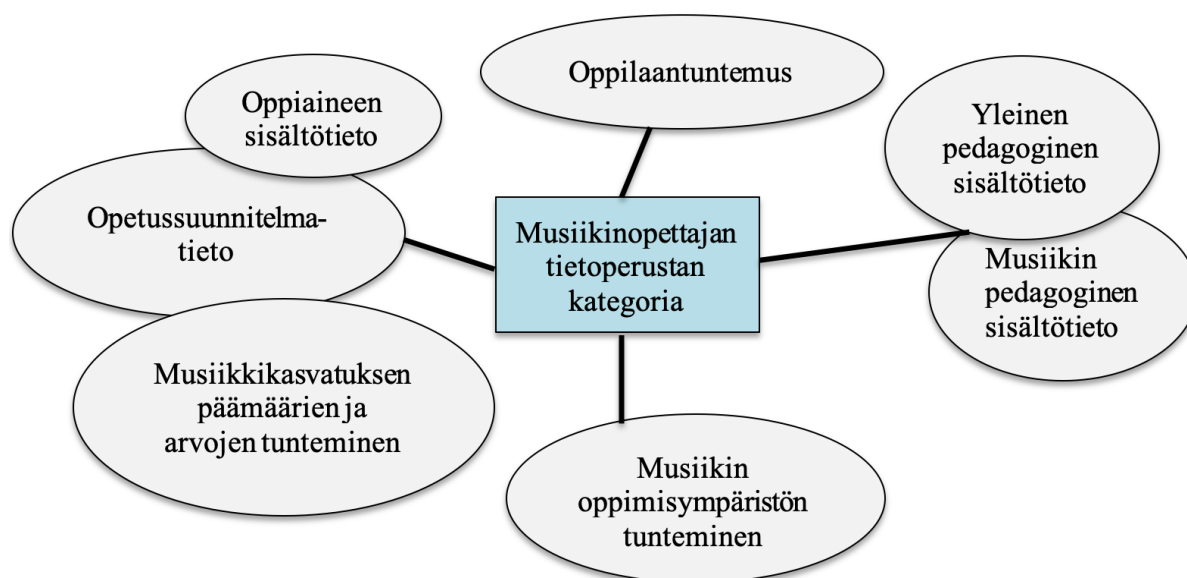 Oppilaantuntemus
Oppiaineen
sisältötieto
Yleinen
pedagoginen
sisältötieto
Opetussuunnitelma-
tieto
Musiikinopettajan
tietoperustan
kategoria
Musiikin
pedagoginen
sisältötieto
Musiikkikasvatuksen
päämäärien ja
arvojen tunteminen
Musiikin
oppimisympäristön
tunteminen